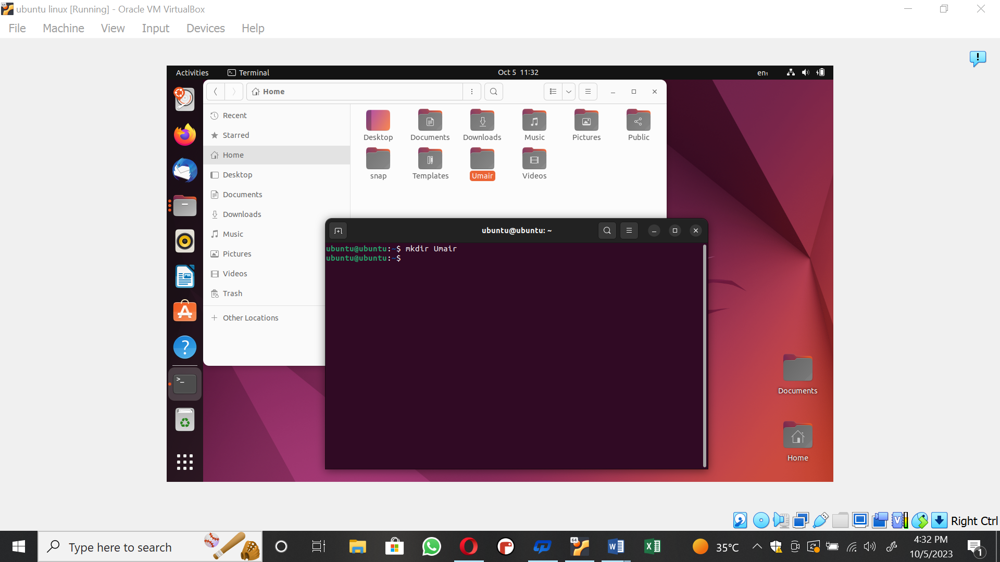 ubuntu linux [Running] - Oracle VM VirtualBox
File Machine View Input Devices Help
Activities Terminal Oct 5 11:32 en₁
Home
Recent
Starred
Home
Desktop
Documents
Downloads
Music
Pictures
Videos
Trash
Other Locations
Desktop Documents Downloads Music Pictures Public
snap Templates Umair Videos
ubuntu@ubuntu: ~
ubuntu@ubuntu:~$ mkdir Umair
ubuntu@ubuntu:~$
Documents
Home
Right Ctrl
Type here to search
64
35°C
4:32 PM
10/5/2023
1